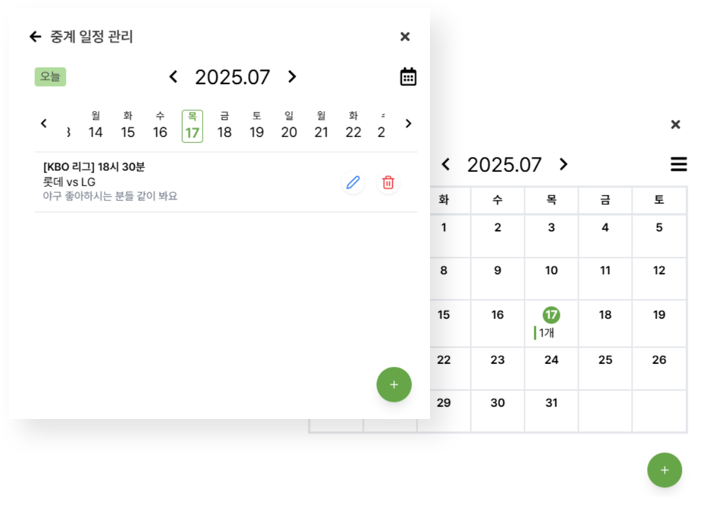 중계 일정 관리
오늘
2025.07
월 화 수 목 금 토 일 월 화
14 15 16 17 18 19 20 21 22 2
[KBO 리그] 18시 30분
롯데 vs LG
야구 좋아하시는 분들 같이 봐요
+
2025.07
화 수 목 금 토
1 2 3 4 5
8 9 10 11 12
15 16 17 18 19
1개
22 23 24 25 26
29 30 31
+